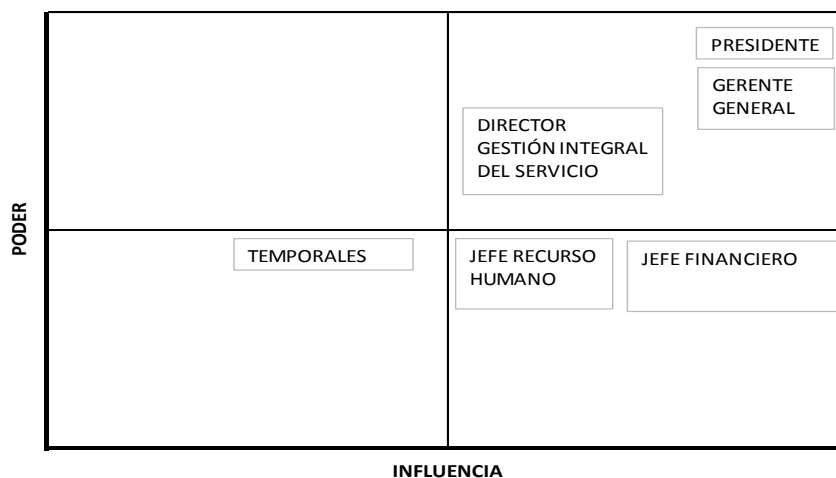 PRESIDENTE
GERENTE
GENERAL
DIRECTOR
GESTIÓN INTEGRAL
DEL SERVICIO
PODER
TEMPORALES
JEFE RECURSO
HUMANO
JEFE FINANCIERO
INFLUENCIA